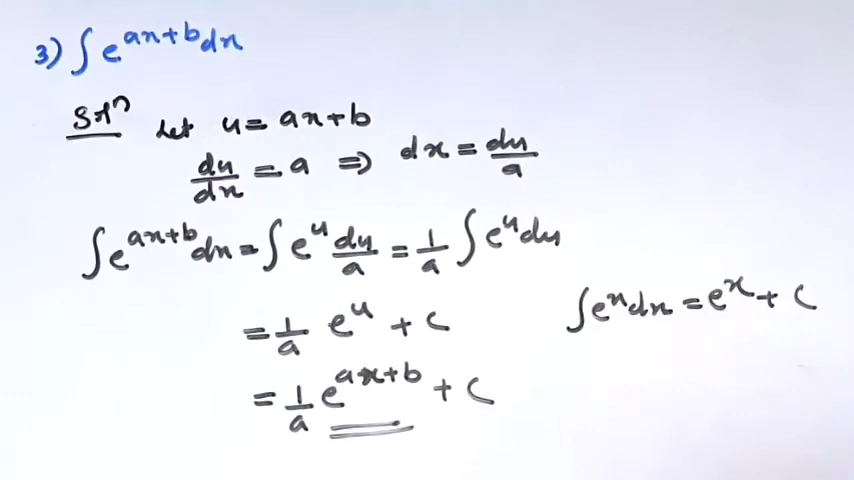 3) ∫ e^{ax+b} dx
Sol^n Let u = ax+b
du/dx = a ⇒ dx = du/a
∫ e^{ax+b} dx = ∫ e^u du/a = 1/a ∫ e^u du
= 1/a e^u + c
∫ e^x dx = e^x + c
= 1/a e^{ax+b} + c